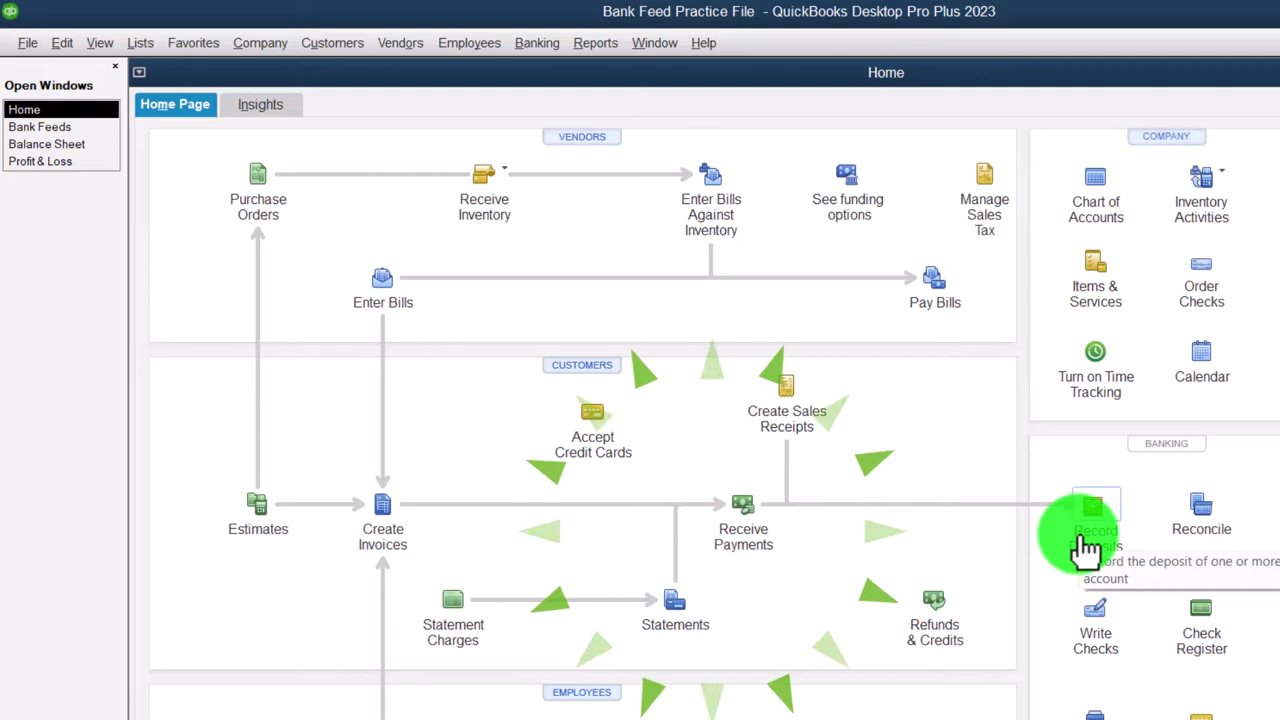 Bank Feed Practice File - QuickBooks Desktop Pro Plus 2023
File Edit View Lists Favorites Company Customers Vendors Employees Banking Reports Window Help
Open Windows
Home
Bank Feeds
Balance Sheet
Profit & Loss
Home
Home Page
Insights
VENDORS
Purchase
Orders
Receive
Inventory
Enter Bills
Against
Inventory
See funding
options
Manage
Sales
Tax
Enter Bills
Pay Bills
CUSTOMERS
Accept
Credit Cards
Create Sales
Receipts
Estimates
Create
Invoices
Receive
Payments
Statement
Charges
Statements
Refunds
& Credits
EMPLOYEES
COMPANY
Chart of
Accounts
Inventory
Activities
Items &
Services
Order
Checks
Turn on Time
Tracking
Calendar
BANKING
Record
Reconcile
the deposit of one or more
account
Write
Checks
Check
Register